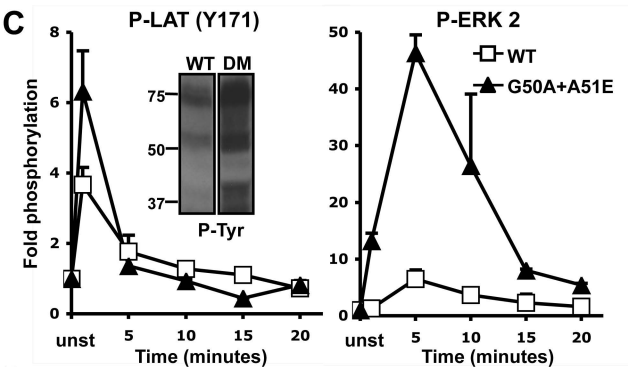 C
P-LAT (Y171)
8
6
4
2
0
Fold phosphorylation
WT DM
75
50
37
P-Tyr
unst 5 10 15 20
Time (minutes)
P-ERK 2
50
40
30
20
10
0
WT
G50A+A51E
unst 5 10 15 20
Time (minutes)